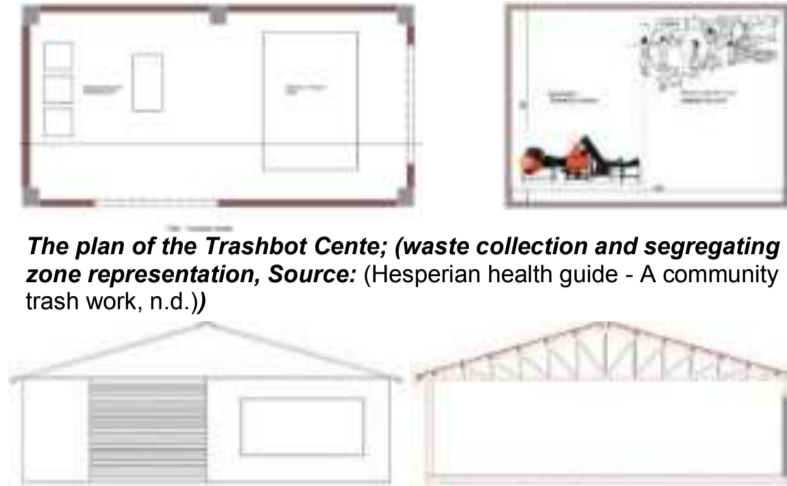 The plan of the Trashbot Cente; (waste collection and segregating
zone representation, Source: (Hesperian health guide - A community
trash work, n.d.))